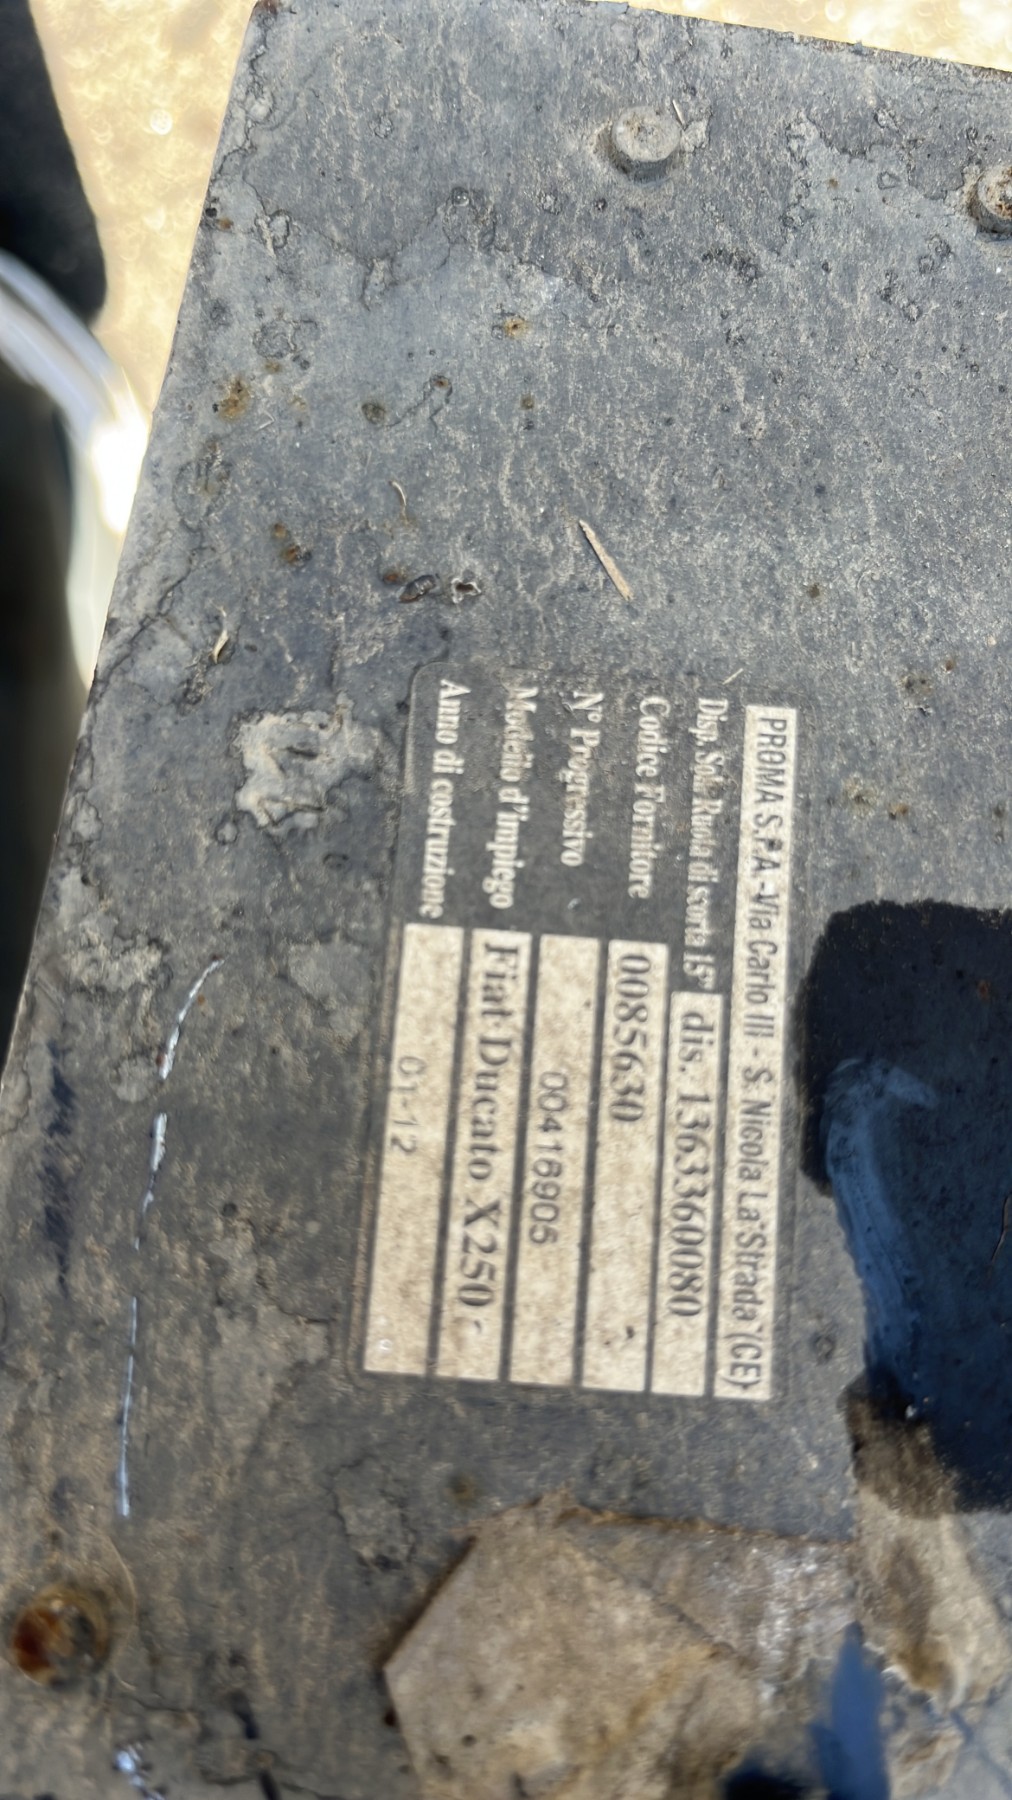 PROMA S.P.A - Via Carlo III - S. Nicola La Strada (CE)
Disp. Soll. Ruota di scorta 15" dis. 1363360080
Codice Fornitore 0085630
N° Progressivo 00416905
Modello d'impiego Fiat Ducato X250
Anno di costruzione 01-12